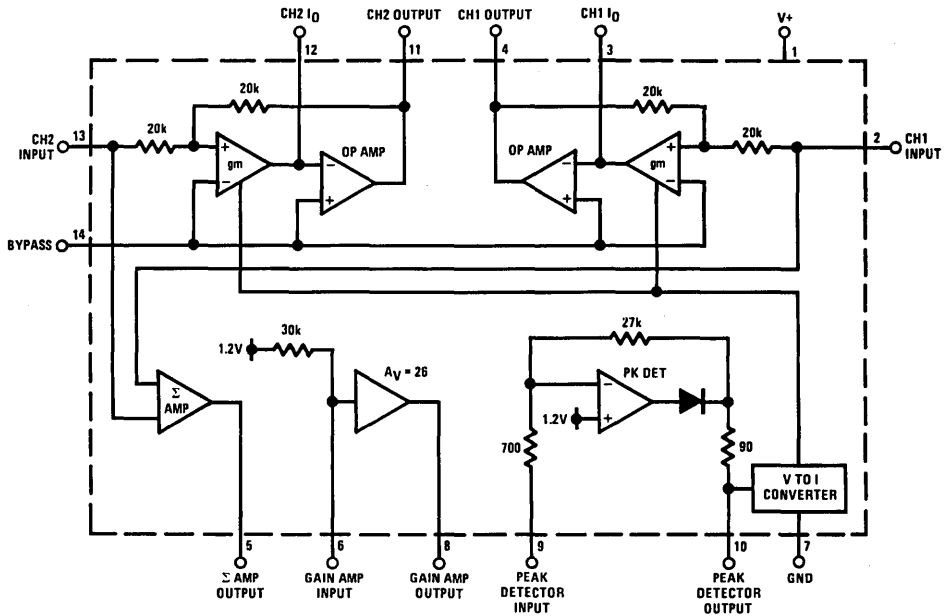 CH2 IO
CH2 OUTPUT
CH1 OUTPUT
CH1 IO
V+
12
11
4
3
1
20k
20k
20k
20k
CH2 INPUT
13
2
CH1 INPUT
+
gm
−
−
OP AMP
+
OP AMP
−
+
+
gm
−
BYPASS
14
30k
1.2V
AV = 26
Σ AMP
27k
PK DET
−
1.2V
+
700
90
V TO I CONVERTER
5
6
8
9
10
7
Σ AMP OUTPUT
GAIN AMP INPUT
GAIN AMP OUTPUT
PEAK DETECTOR INPUT
PEAK DETECTOR OUTPUT
GND